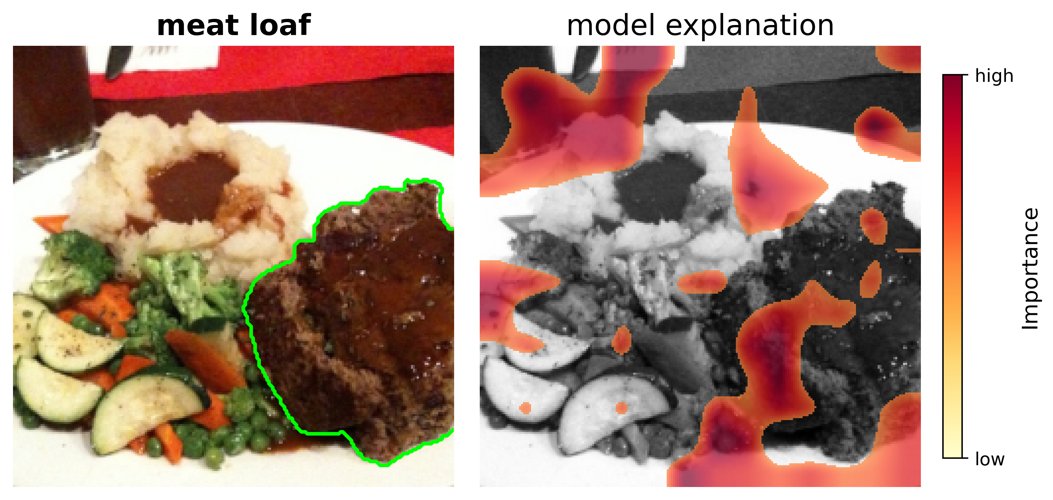 meat loaf
model explanation
high
Importance
low